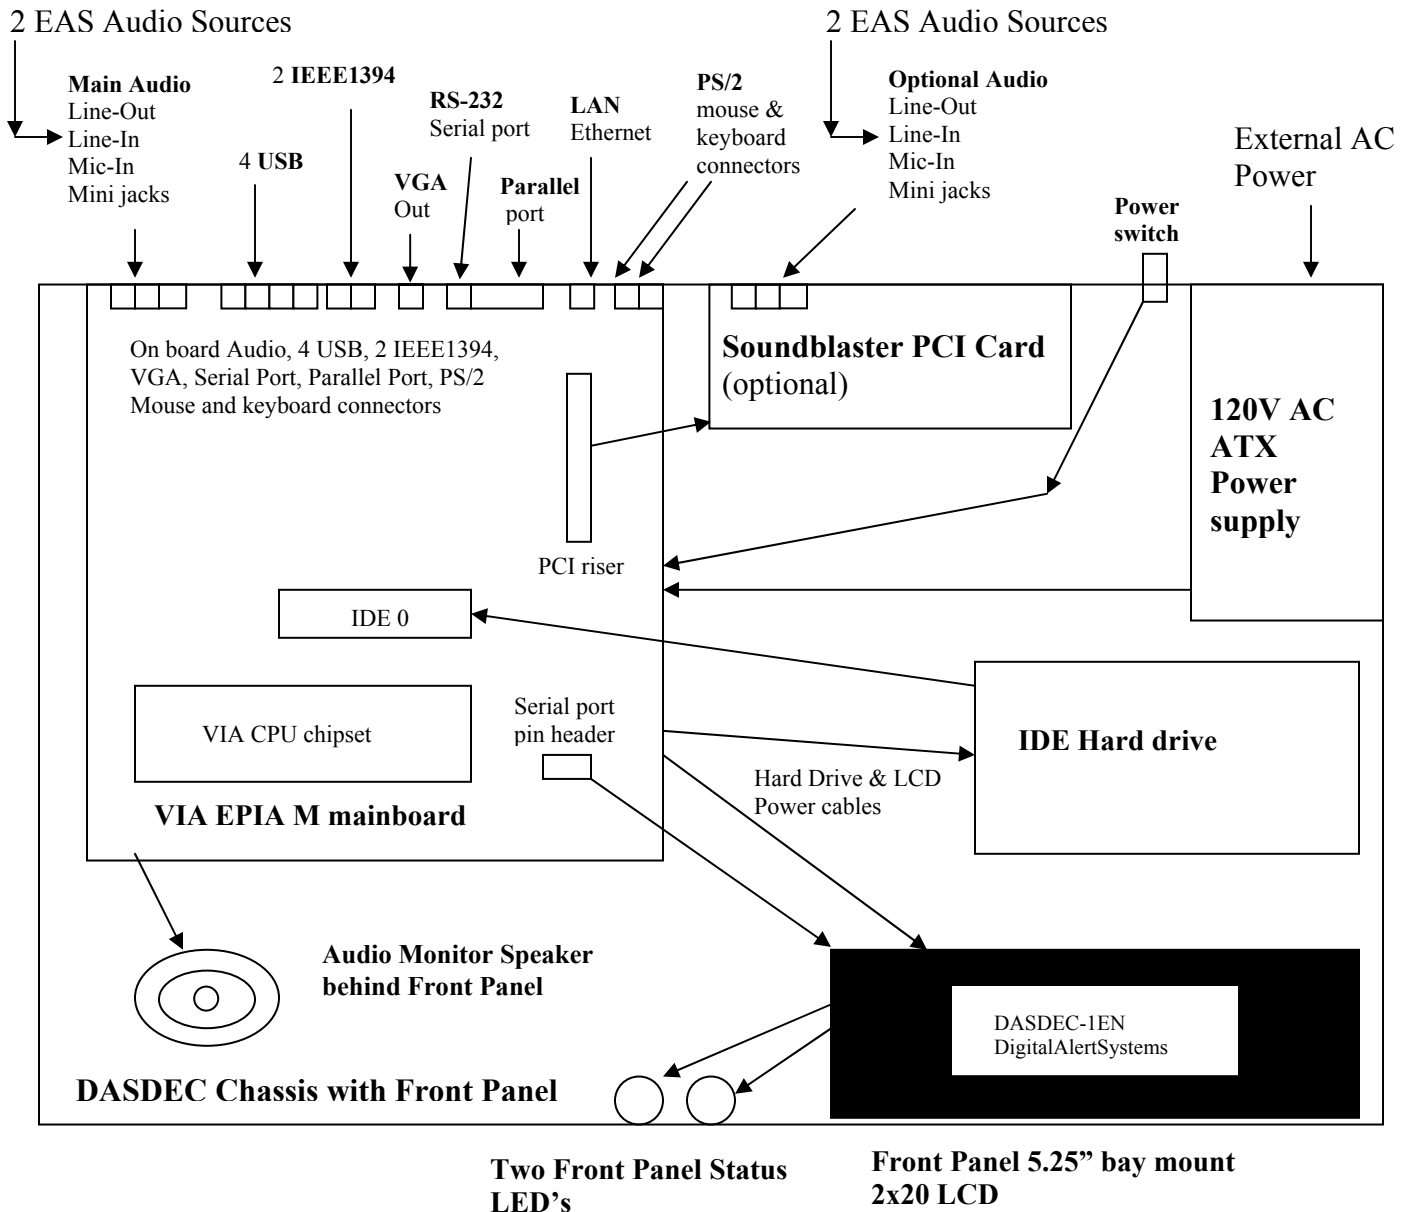 2 EAS Audio Sources
2 EAS Audio Sources
Main Audio
Line-Out
Line-In
Mic-In
Mini jacks
2 IEEE1394
4 USB
RS-232
Serial port
VGA
Out
Parallel
port
LAN
Ethernet
PS/2
mouse &
keyboard
connectors
Optional Audio
Line-Out
Line-In
Mic-In
Mini jacks
Power
switch
External AC
Power
On board Audio, 4 USB, 2 IEEE1394,
VGA, Serial Port, Parallel Port, PS/2
Mouse and keyboard connectors
Soundblaster PCI Card
(optional)
120V AC
ATX
Power
supply
PCI riser
IDE 0
VIA CPU chipset
Serial port
pin header
VIA EPIA M mainboard
IDE Hard drive
Hard Drive & LCD
Power cables
Audio Monitor Speaker
behind Front Panel
DASDEC-1EN
DigitalAlertSystems
DASDEC Chassis with Front Panel
Two Front Panel Status
LED’s
Front Panel 5.25” bay mount
2x20 LCD